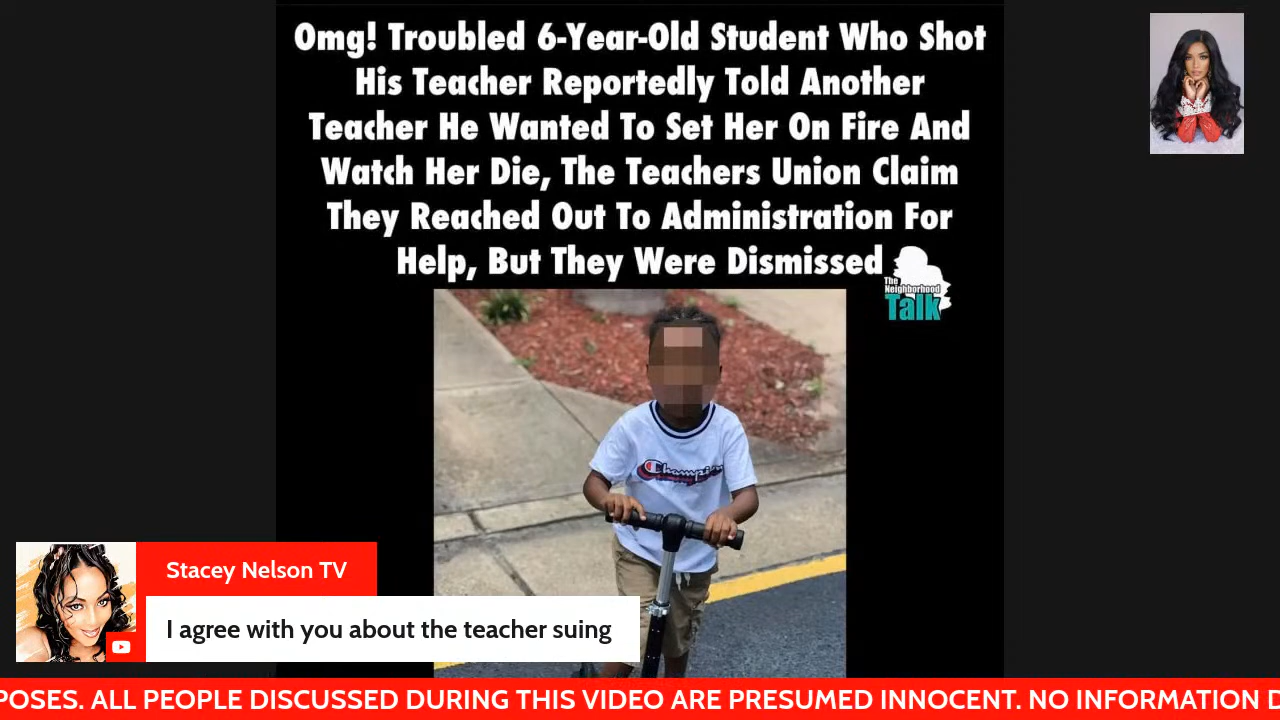 Omg! Troubled 6-Year-Old Student Who Shot
His Teacher Reportedly Told Another
Teacher He Wanted To Set Her On Fire And
Watch Her Die, The Teachers Union Claim
They Reached Out To Administration For
Help, But They Were Dismissed
The
Neighborhood
Talk
Champion
Stacey Nelson TV
I agree with you about the teacher suing
POSES. ALL PEOPLE DISCUSSED DURING THIS VIDEO ARE PRESUMED INNOCENT. NO INFORMATION D